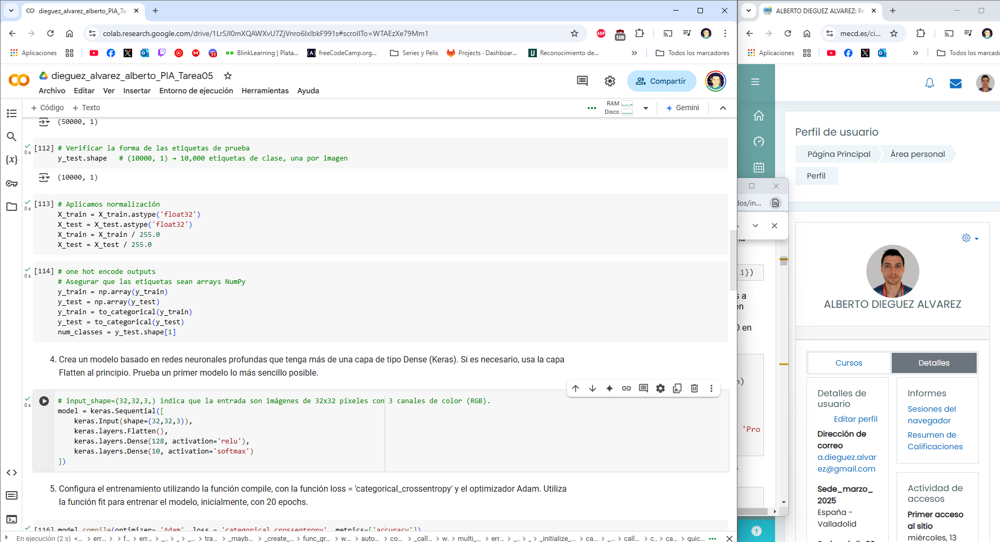 dieguez_alvarez_alberto_PIA_Ta
colab.research.google.com/drive/1LrSJI0mXQAWXvU7ZjVnro6IxIbkF991s#scrollTo=WTAEzXe79Mm1
ABP
108
Aplicaciones
11
BlinkLearning | Plata...
freeCodeCamp.org...
Series y Pelis
Projects · Dashboar...
Reconocimiento de...
Todos los marcadores
dieguez_alvarez_alberto_PIA_Tarea05
Archivo Editar Ver Insertar Entorno de ejecución Herramientas Ayuda
Compartir
+ Código + Texto
RAM
Disco
Gemini
(50000, 1)
[112] # Verificar la forma de las etiquetas de prueba
0 s
y_test.shape # (10000, 1) → 10,000 etiquetas de clase, una por imagen
(10000, 1)
[113] # Aplicamos normalización
0 s
X_train = X_train.astype('float32')
X_test = X_test.astype('float32')
X_train = X_train / 255.0
X_test = X_test / 255.0
[114] # one hot encode outputs
0 s
# Asegurar que las etiquetas sean arrays NumPy
y_train = np.array(y_train)
y_test = np.array(y_test)
y_train = to_categorical(y_train)
y_test = to_categorical(y_test)
num_classes = y_test.shape[1]
4. Crea un modelo basado en redes neuronales profundas que tenga más de una capa de tipo Dense (Keras). Si es necesario, usa la capa
Flatten al principio. Prueba un primer modelo lo más sencillo posible.
0 s
# input_shape=(32,32,3,) indica que la entrada son imágenes de 32x32 píxeles con 3 canales de color (RGB).
model = keras.Sequential([
keras.Input(shape=(32,32,3)),
keras.layers.Flatten(),
keras.layers.Dense(128, activation='relu'),
keras.layers.Dense(10, activation='softmax')
])
5. Configura el entrenamiento utilizando la función compile, con la función loss = 'categorical_crossentropy' y el optimizador Adam. Utiliza
la función fit para entrenar el modelo, inicialmente, con 20 epochs.
[116] model.compile(optimizer= 'Adam', loss = 'categorical_crossentropy', metrics=['accuracy'])
En ejecución (2 s) <... > err... > f... > err... > _... > _ > _... > tra... > _mayb... > _create_... > func_gr... > w... > auto... > co... > _call... > w. > multi_... > err... > _... > _ > _initialize_... > ca... > _... > call... > c.. > ca... > quic...
ALBERTO DIEGUEZ ALVAREZ: Pe
mecd.es/ci...
Aplicaciones
Todos los marcad
Perfil de usuario
Página Principal
Área personal
Perfil
dos/in...
1})
s a
en
en
'Pro
ALBERTO DIEGUEZ ALVAREZ
Cursos
Detalles
Detalles de
usuario
Editar perfil
Dirección de
correo
a.dieguez.alvar
ez@gmail.com
Sede_marzo_
2025
España -
Valladolid
Informes
Sesiones del
navegador
Resumen de
Calificaciones
Actividad de
accesos
Primer acceso
al sitio
miércoles, 13